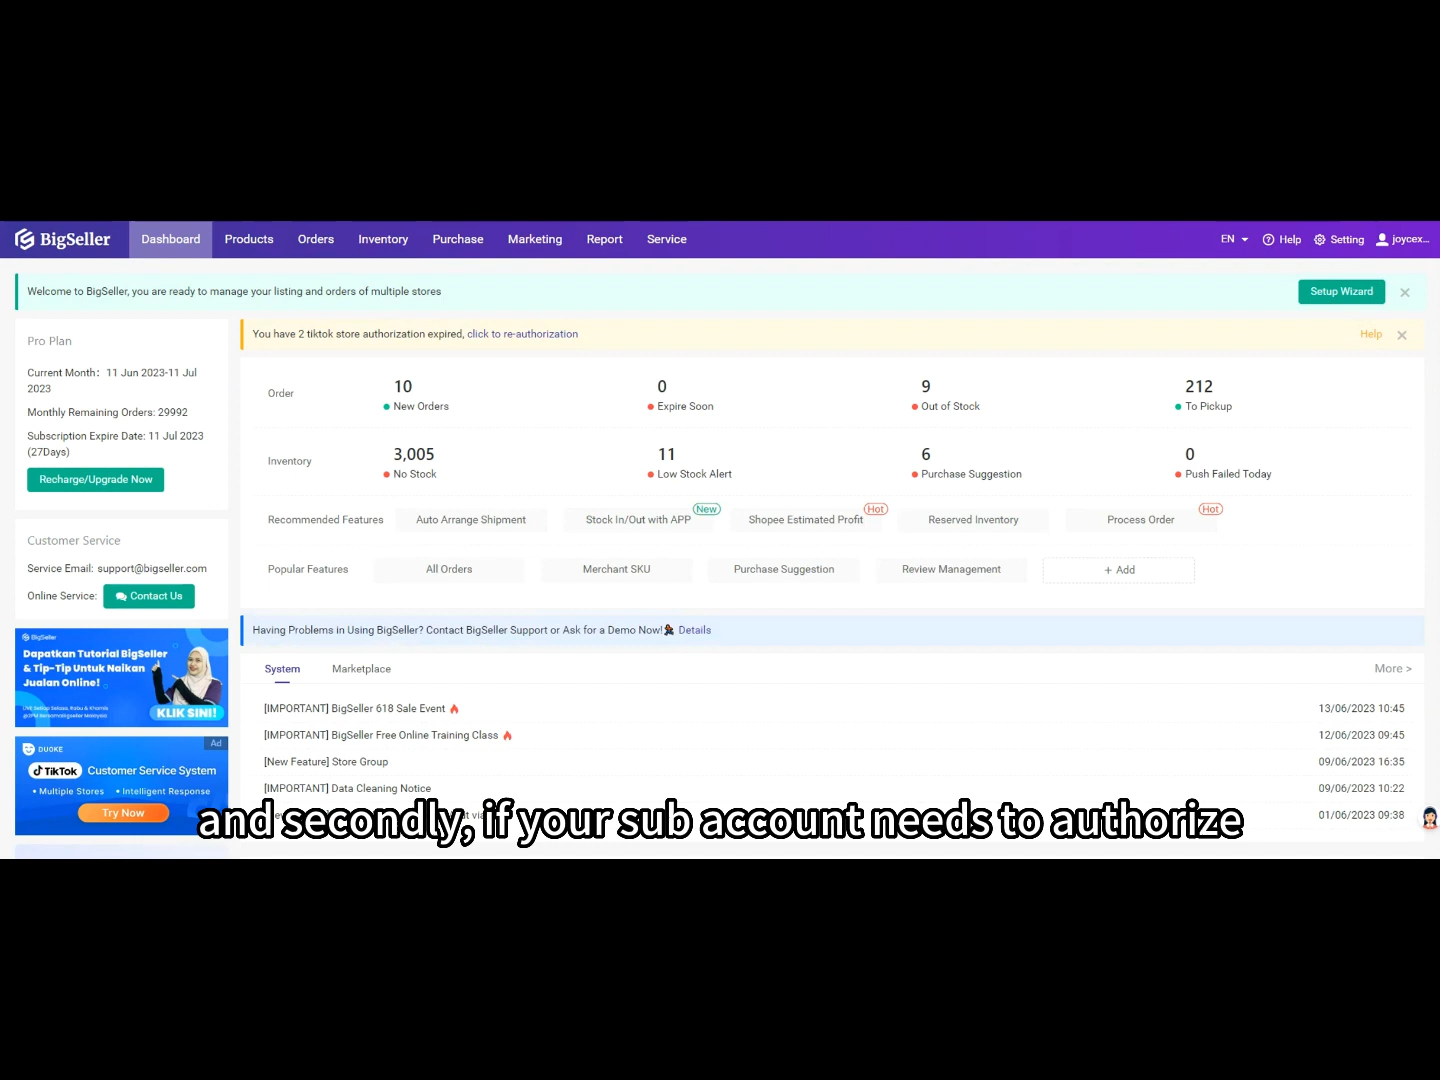 BigSeller
Dashboard
Products
Orders
Inventory
Purchase
Marketing
Report
Service
EN
Help
Setting
joycex...
Welcome to BigSeller, you are ready to manage your listing and orders of multiple stores
Setup Wizard
Pro Plan
Current Month: 11 Jun 2023-11 Jul
2023
Monthly Remaining Orders: 29992
Subscription Expire Date: 11 Jul 2023
(27Days)
Recharge/Upgrade Now
Customer Service
Service Email: support@bigseller.com
Online Service:
Contact Us
BigSeller
Dapatkan Tutorial BigSeller
& Tip-Tip Untuk Naikan
Jualan Online!
KLIK SINI!
Ad
DUOKE
TikTok Customer Service System
• Multiple Stores • Intelligent Response
Try Now
You have 2 tiktok store authorization expired, click to re-authorization
Help
Order
10
New Orders
0
Expire Soon
9
Out of Stock
212
To Pickup
Inventory
3,005
No Stock
11
Low Stock Alert
6
Purchase Suggestion
0
Push Failed Today
Recommended Features
Auto Arrange Shipment
Stock In/Out with APP
New
Shopee Estimated Profit
Hot
Reserved Inventory
Process Order
Hot
Popular Features
All Orders
Merchant SKU
Purchase Suggestion
Review Management
+ Add
Having Problems in Using BigSeller? Contact BigSeller Support or Ask for a Demo Now! Details
System
Marketplace
More >
[IMPORTANT] BigSeller 618 Sale Event
13/06/2023 10:45
[IMPORTANT] BigSeller Free Online Training Class
12/06/2023 09:45
[New Feature] Store Group
09/06/2023 16:35
[IMPORTANT] Data Cleaning Notice
09/06/2023 10:22
01/06/2023 09:38
and secondly, if your sub account needs to authorize